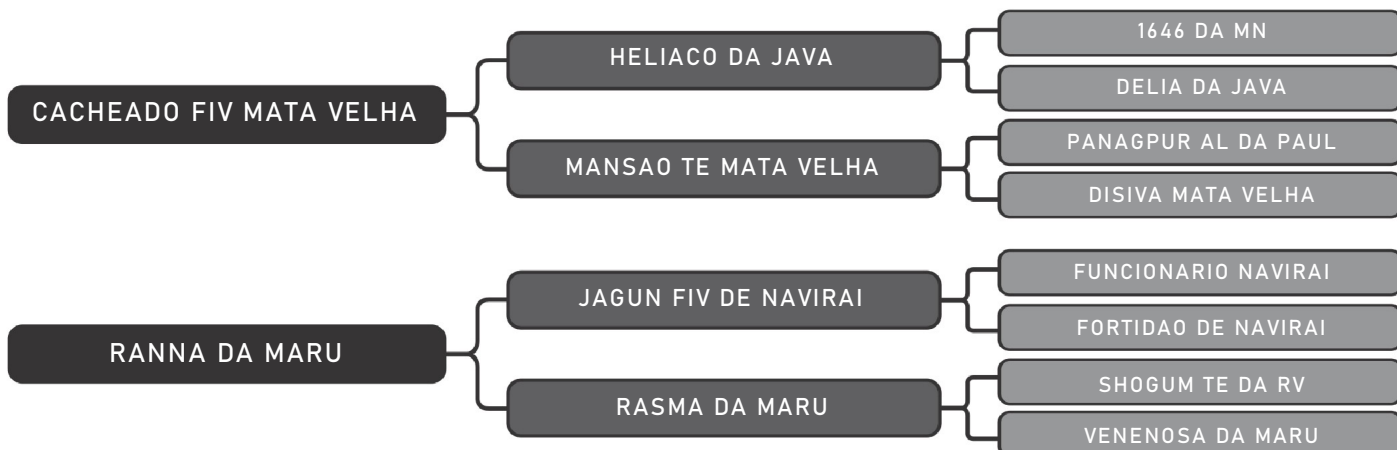 CACHEADO FIV MATA VELHA
HELIACO DA JAVA
1646 DA MN
DELIA DA JAVA
MANSAO TE MATA VELHA
PANAGPUR AL DA PAUL
DISIVA MATA VELHA
RANNA DA MARU
JAGUN FIV DE NAVIRAI
FUNCIONARIO NAVIRAI
FORTIDAO DE NAVIRAI
RASMA DA MARU
SHOGUM TE DA RV
VENENOSA DA MARU